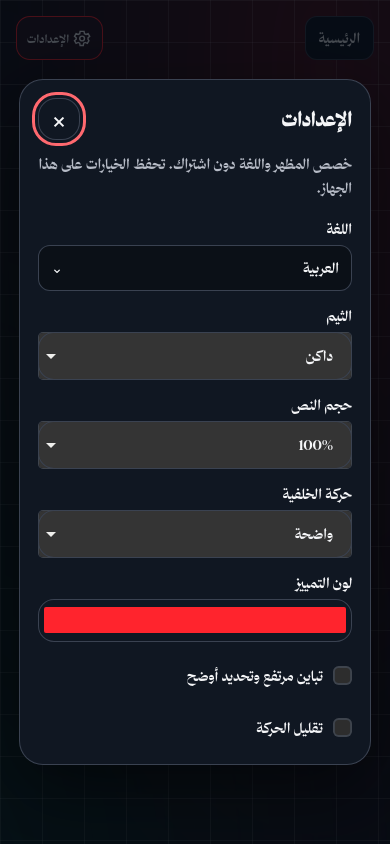 الرئيسية
الإعدادات
الإعدادات
×
خصص المظهر واللغة دون اشتراك. تحفظ الخيارات على هذا
الجهاز.
اللغة
العربية
الثيم
داكن
حجم النص
100%
حركة الخلفية
واضحة
لون التمييز
تباين مرتفع وتحديد أوضح
تقليل الحركة